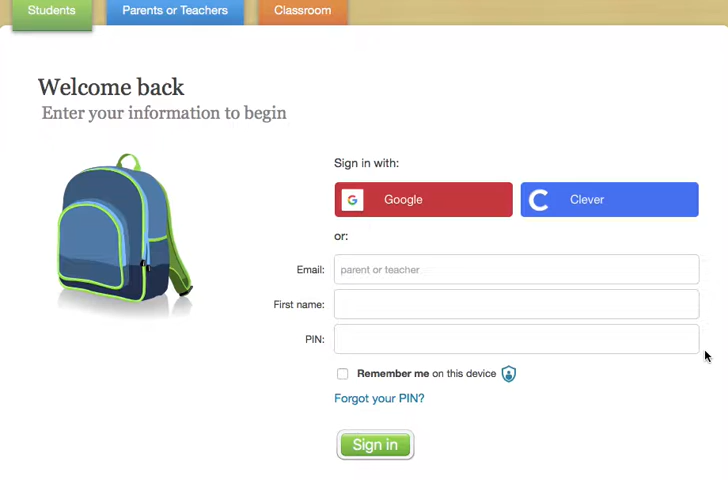 Students
Parents or Teachers
Classroom
Welcome back
Enter your information to begin
Sign in with:
Google
Clever
or:
Email: parent or teacher
First name:
PIN:
Remember me on this device
Forgot your PIN?
Sign in